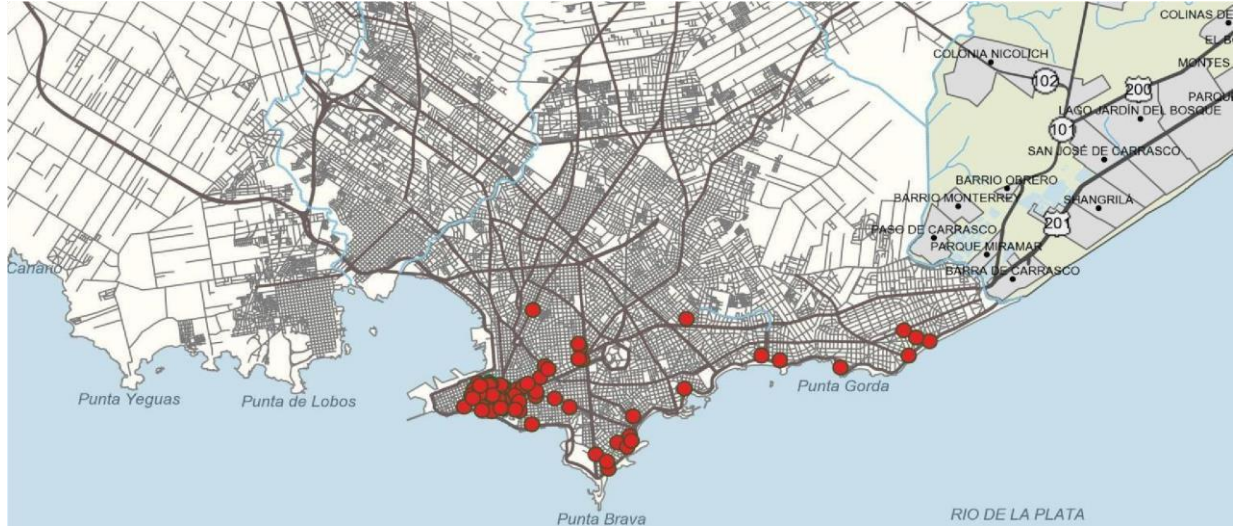 COLINAS DE
EL BO
COLONIA NICOLICH
MONTES
102
200
PARQUE
LAGO JARDÍN DEL BOSQUE
101
SAN JOSÉ DE CARRASCO
BARRIO OBRERO
BARRIO MONTERREY
SHANGRILÁ
201
PASO DE CARRASCO
PARQUE MIRAMAR
BARRA DE CARRASCO
Canario
Punta Yeguas
Punta de Lobos
Punta Gorda
Punta Brava
RIO DE LA PLATA